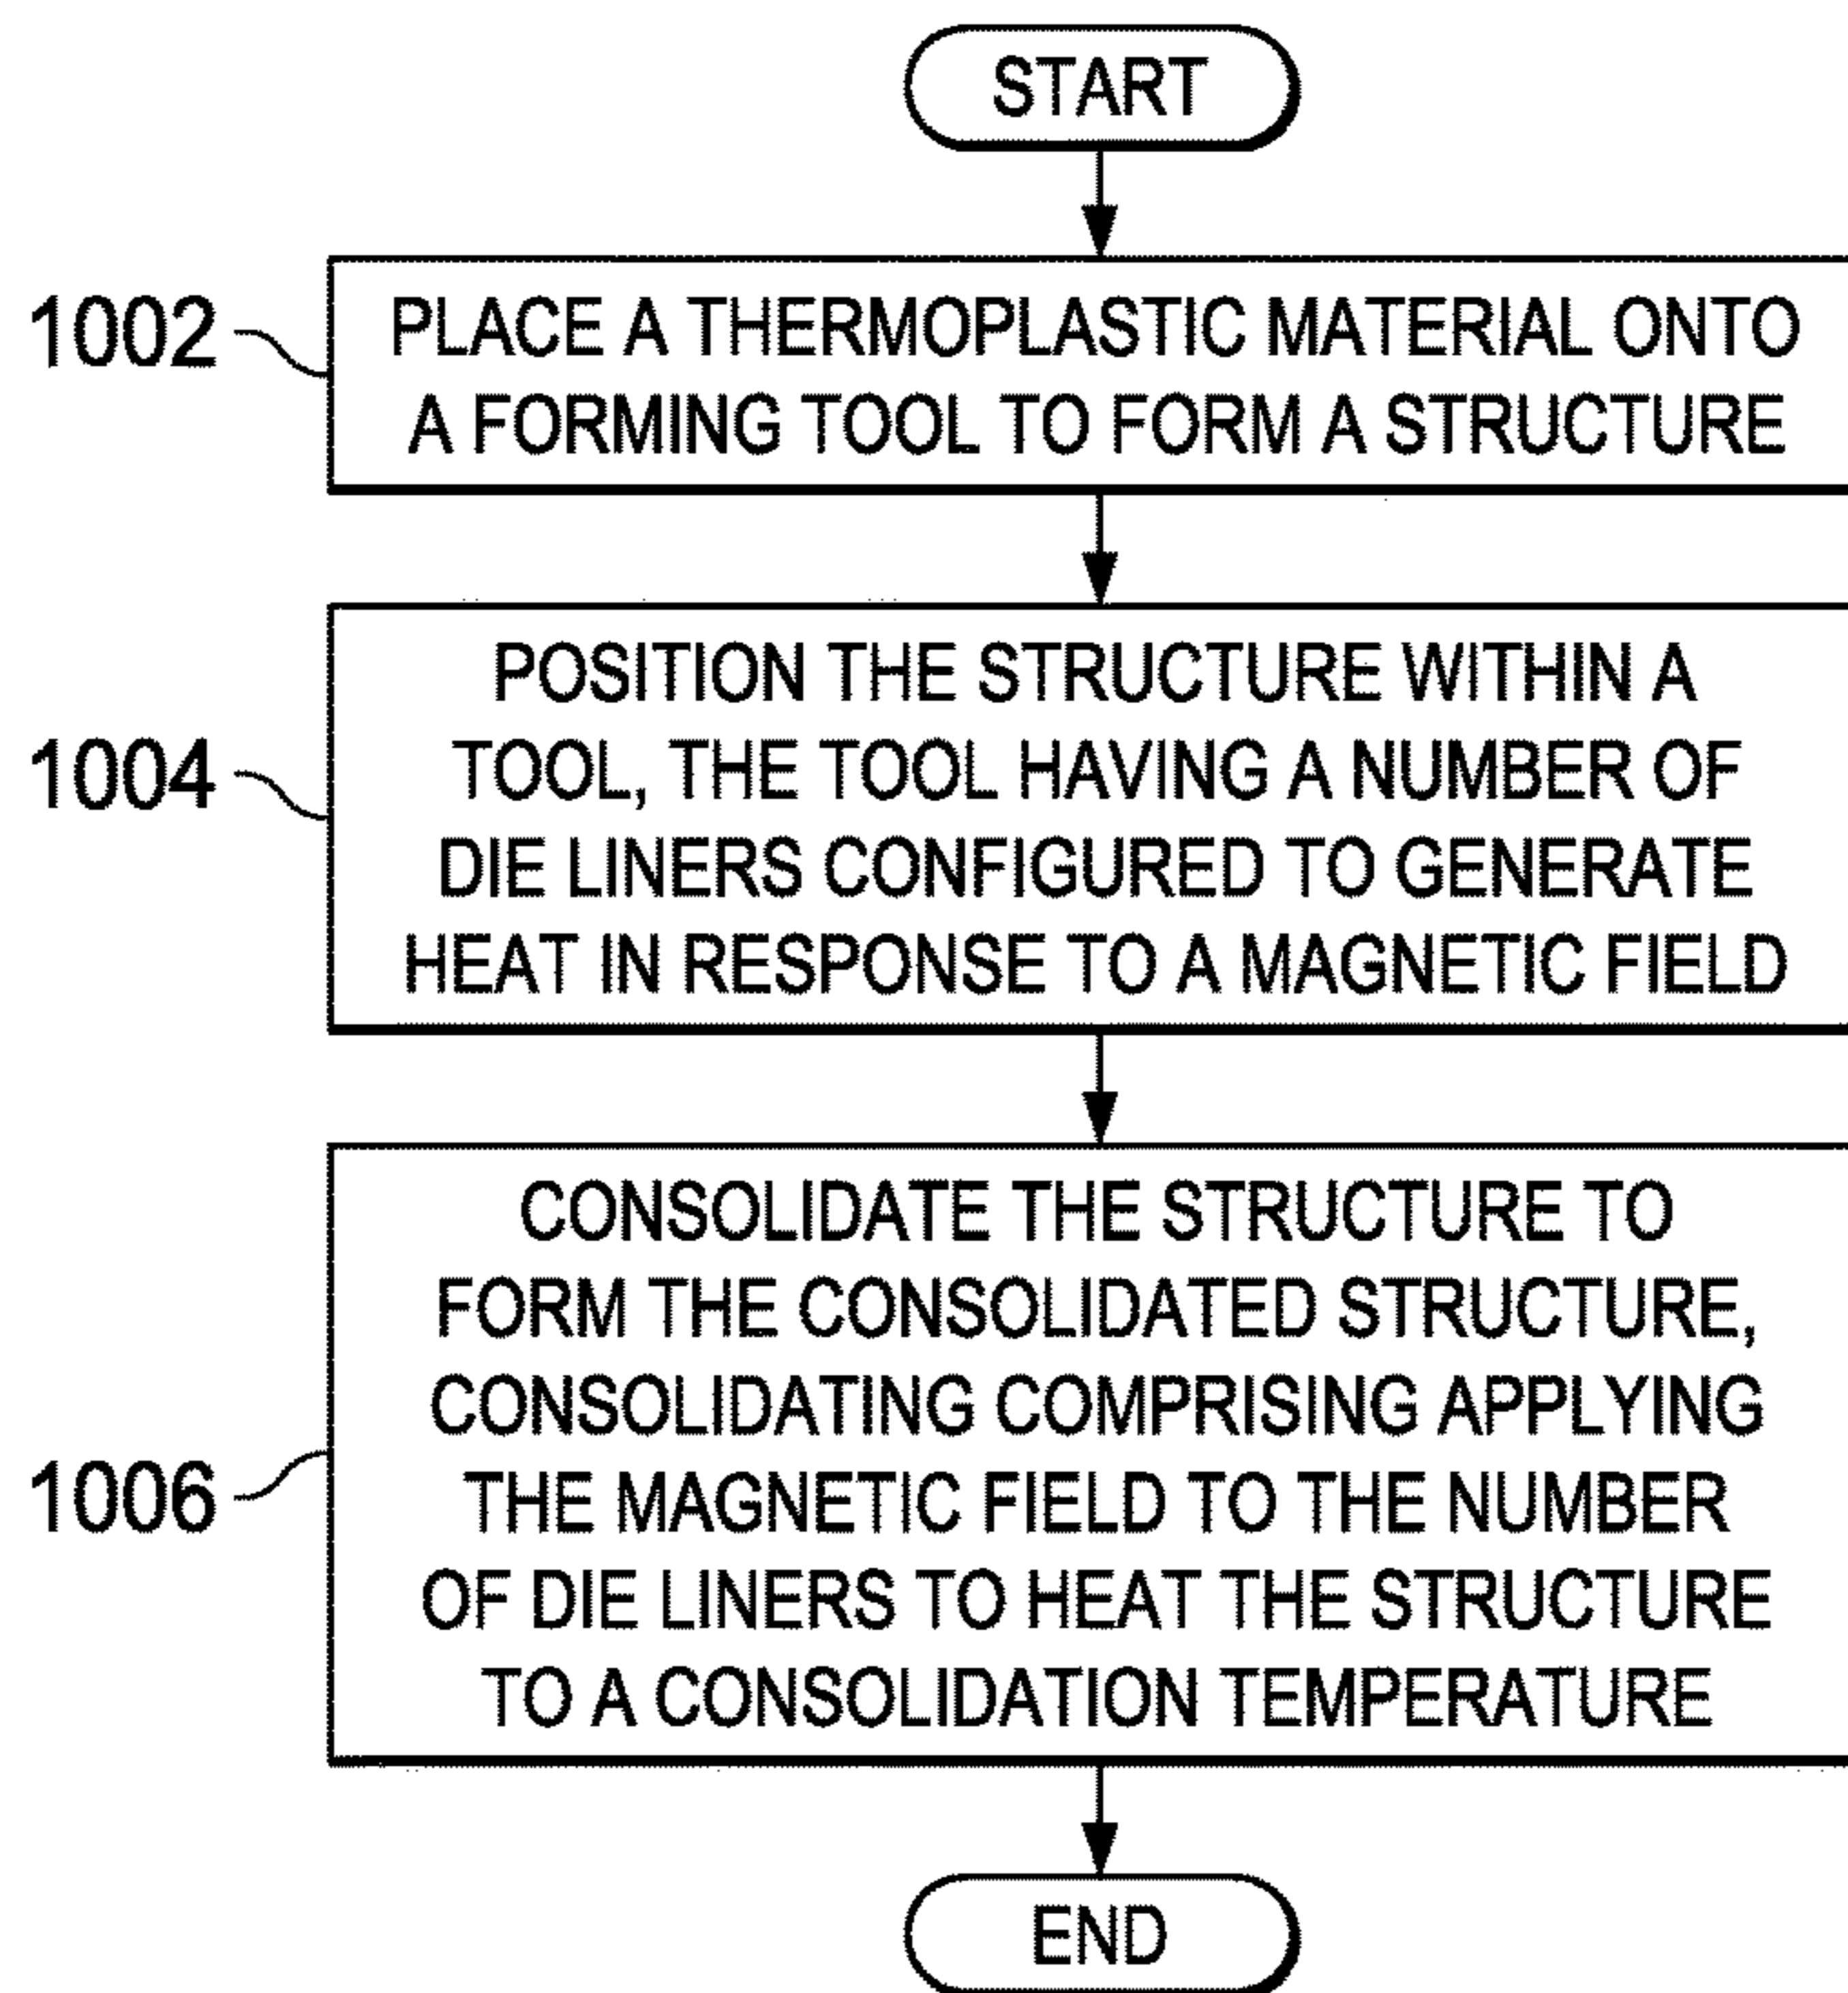 START
1002
PLACE A THERMOPLASTIC MATERIAL ONTO
A FORMING TOOL TO FORM A STRUCTURE
1004
POSITION THE STRUCTURE WITHIN A
TOOL, THE TOOL HAVING A NUMBER OF
DIE LINERS CONFIGURED TO GENERATE
HEAT IN RESPONSE TO A MAGNETIC FIELD
1006
CONSOLIDATE THE STRUCTURE TO
FORM THE CONSOLIDATED STRUCTURE,
CONSOLIDATING COMPRISING APPLYING
THE MAGNETIC FIELD TO THE NUMBER
OF DIE LINERS TO HEAT THE STRUCTURE
TO A CONSOLIDATION TEMPERATURE
END